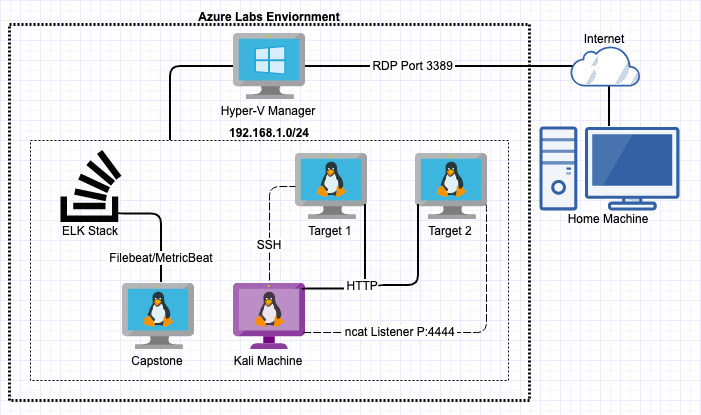 Azure Labs Enviornment
Internet
RDP Port 3389
Hyper-V Manager
192.168.1.0/24
Home Machine
ELK Stack
Target 1
Target 2
SSH
Filebeat/MetricBeat
HTTP
ncat Listener P:4444
Capstone
Kali Machine